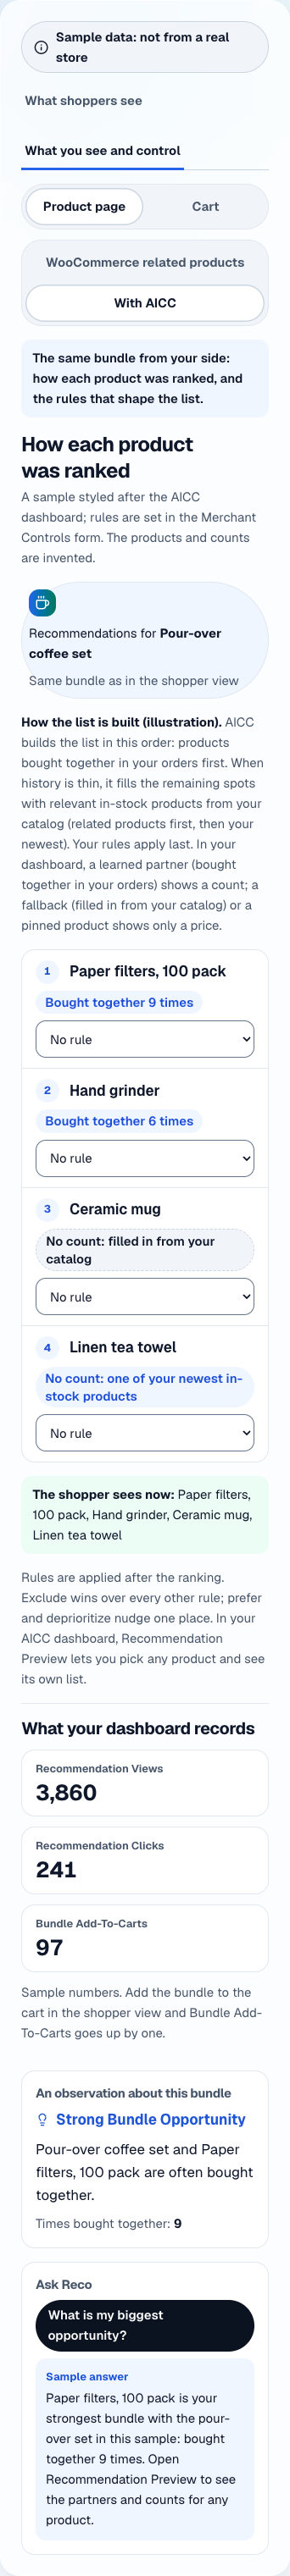 Sample data: not from a real
store
What shoppers see
What you see and control
Product page
Cart
WooCommerce related products
With AICC
The same bundle from your side:
how each product was ranked, and
the rules that shape the list.
How each product
was ranked
A sample styled after the AICC
dashboard; rules are set in the Merchant
Controls form. The products and counts
are invented.
Recommendations for Pour-over
coffee set
Same bundle as in the shopper view
How the list is built (illustration). AICC
builds the list in this order: products
bought together in your orders first. When
history is thin, it fills the remaining spots
with relevant in-stock products from your
catalog (related products first, then your
newest). Your rules apply last. In your
dashboard, a learned partner (bought
together in your orders) shows a count; a
fallback (filled in from your catalog) or a
pinned product shows only a price.
1 Paper filters, 100 pack
Bought together 9 times
No rule
2 Hand grinder
Bought together 6 times
No rule
3 Ceramic mug
No count: filled in from your
catalog
No rule
4 Linen tea towel
No count: one of your newest in-
stock products
No rule
The shopper sees now: Paper filters,
100 pack, Hand grinder, Ceramic mug,
Linen tea towel
Rules are applied after the ranking.
Exclude wins over every other rule; prefer
and deprioritize nudge one place. In your
AICC dashboard, Recommendation
Preview lets you pick any product and see
its own list.
What your dashboard records
Recommendation Views
3,860
Recommendation Clicks
241
Bundle Add-To-Carts
97
Sample numbers. Add the bundle to the
cart in the shopper view and Bundle Add-
To-Carts goes up by one.
An observation about this bundle
Strong Bundle Opportunity
Pour-over coffee set and Paper
filters, 100 pack are often bought
together.
Times bought together: 9
Ask Reco
What is my biggest
opportunity?
Sample answer
Paper filters, 100 pack is your
strongest bundle with the pour-
over set in this sample: bought
together 9 times. Open
Recommendation Preview to see
the partners and counts for any
product.